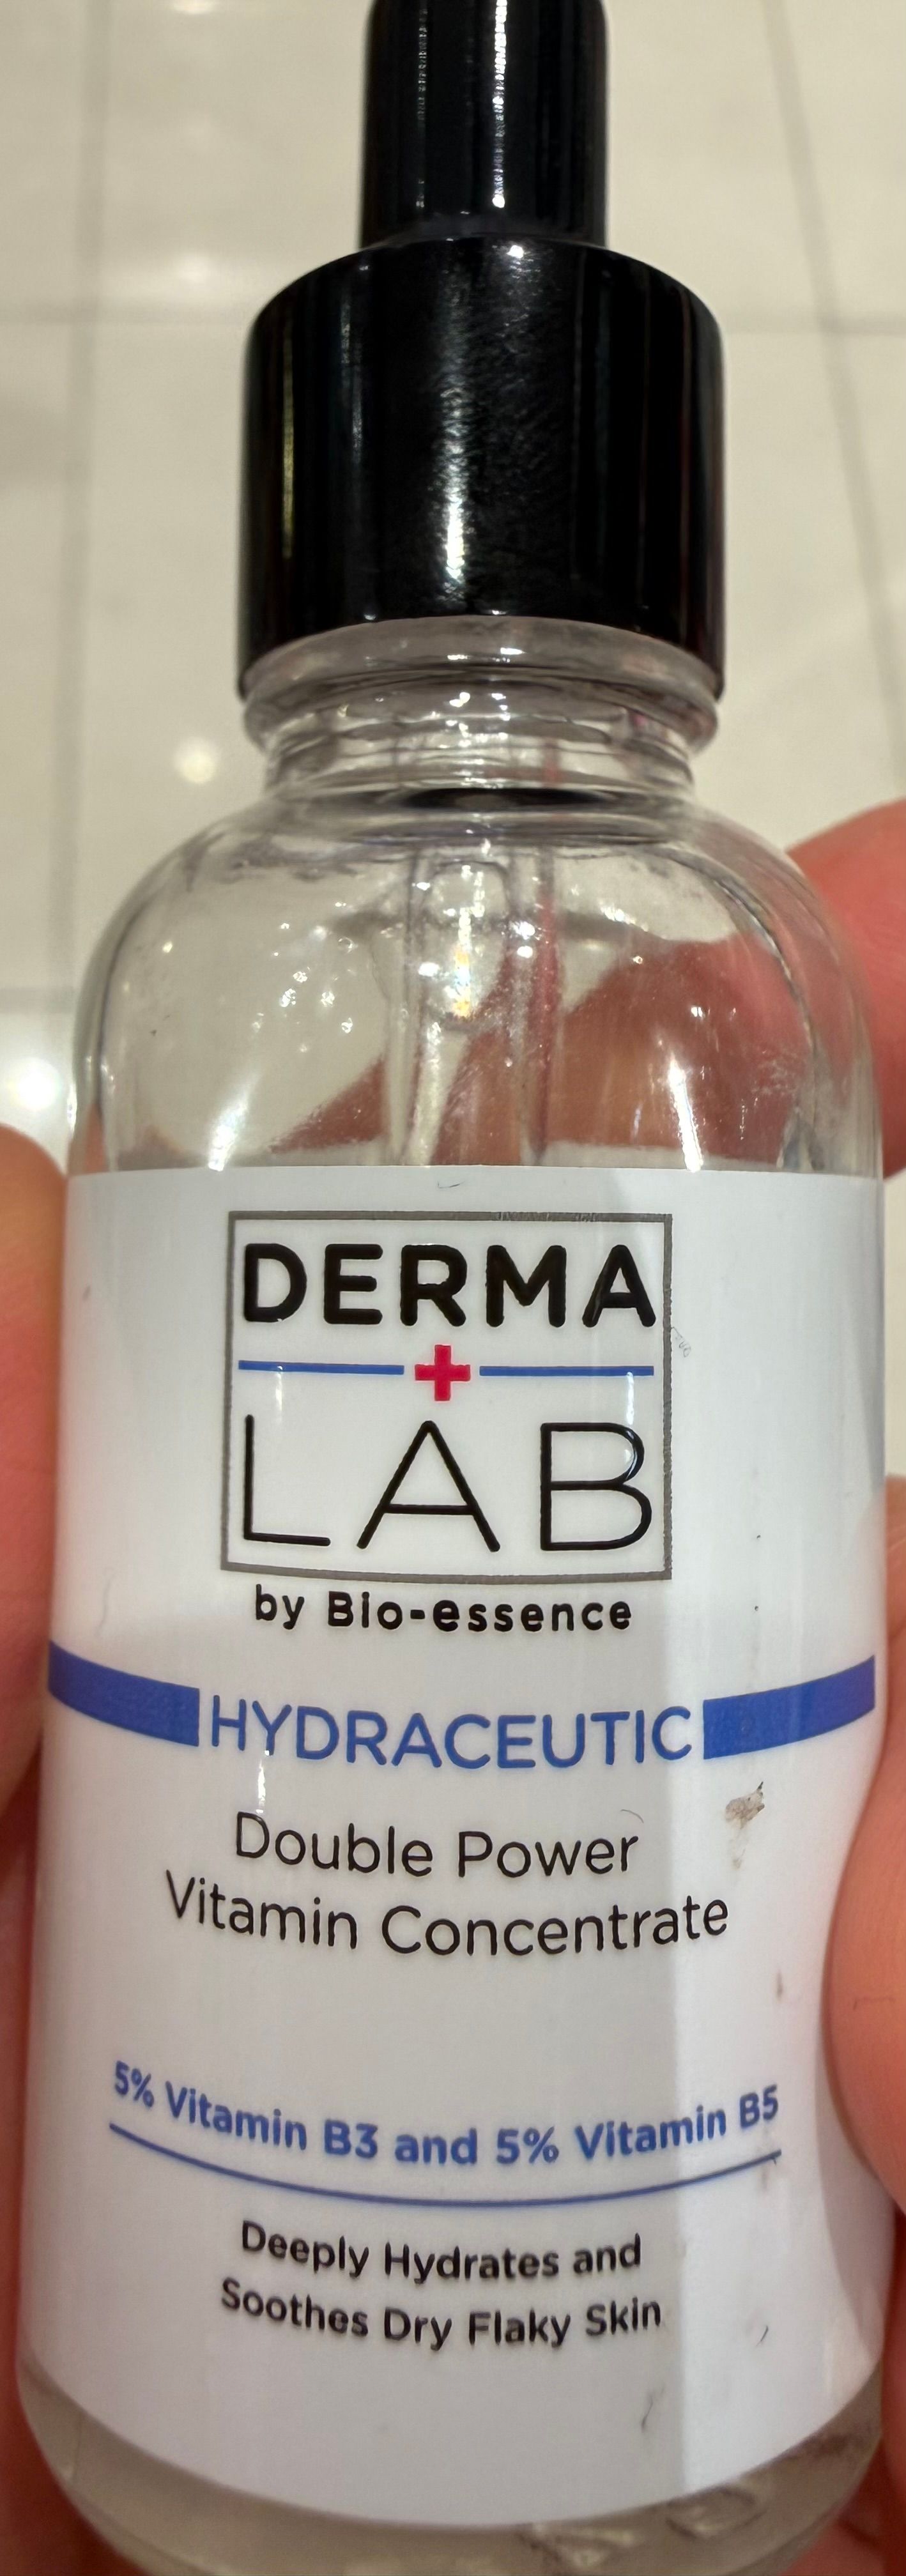 DERMA
LAB
by Bio-essence
HYDRACEUTIC
Double Power
Vitamin Concentrate
5% Vitamin B3 and 5% Vitamin B5
Deeply Hydrates and
Soothes Dry Flaky Skin